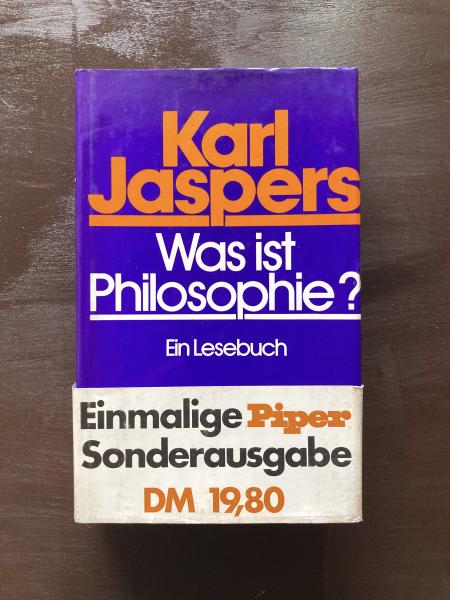 Karl
Jaspers
Was ist
Philosophie?
Ein Lesebuch
Einmalige Piper
Sonderausgabe
DM 19,80